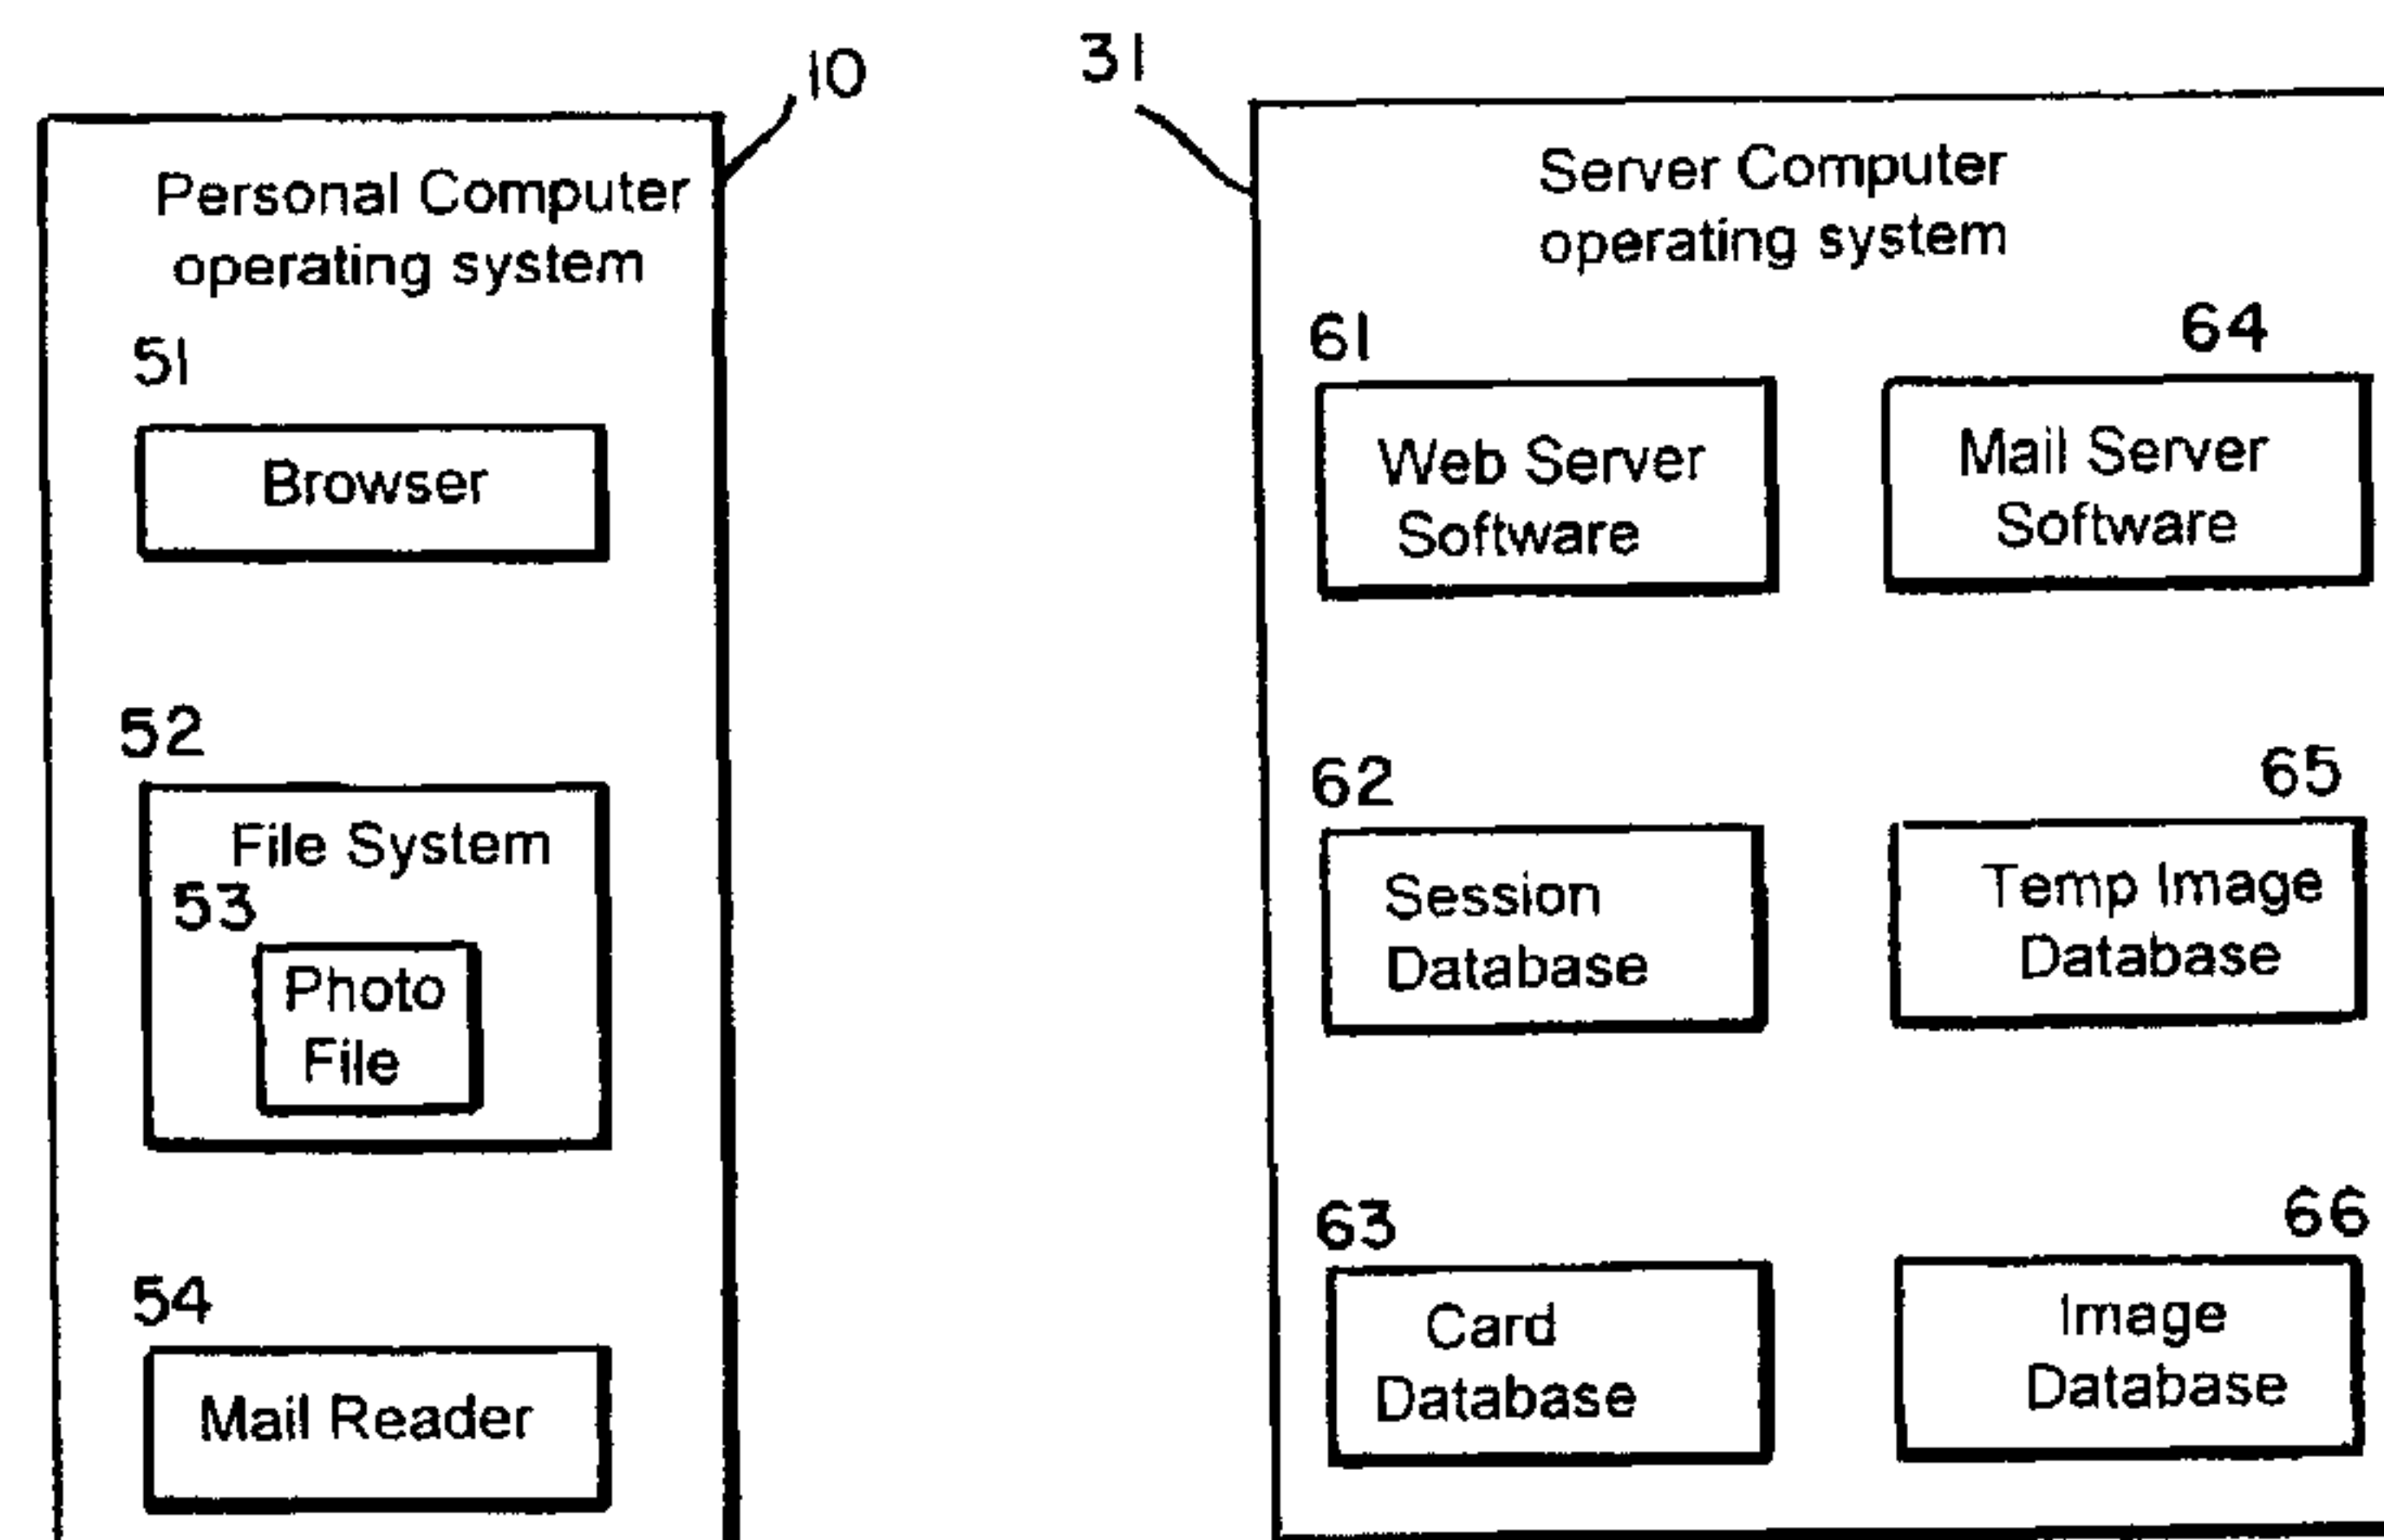 10
Personal Computer
operating system
51
Browser
52
File System
53
Photo
File
54
Mail Reader
31
Server Computer
operating system
61
Web Server
Software
64
Mail Server
Software
62
Session
Database
65
Temp Image
Database
63
Card
Database
66
Image
Database